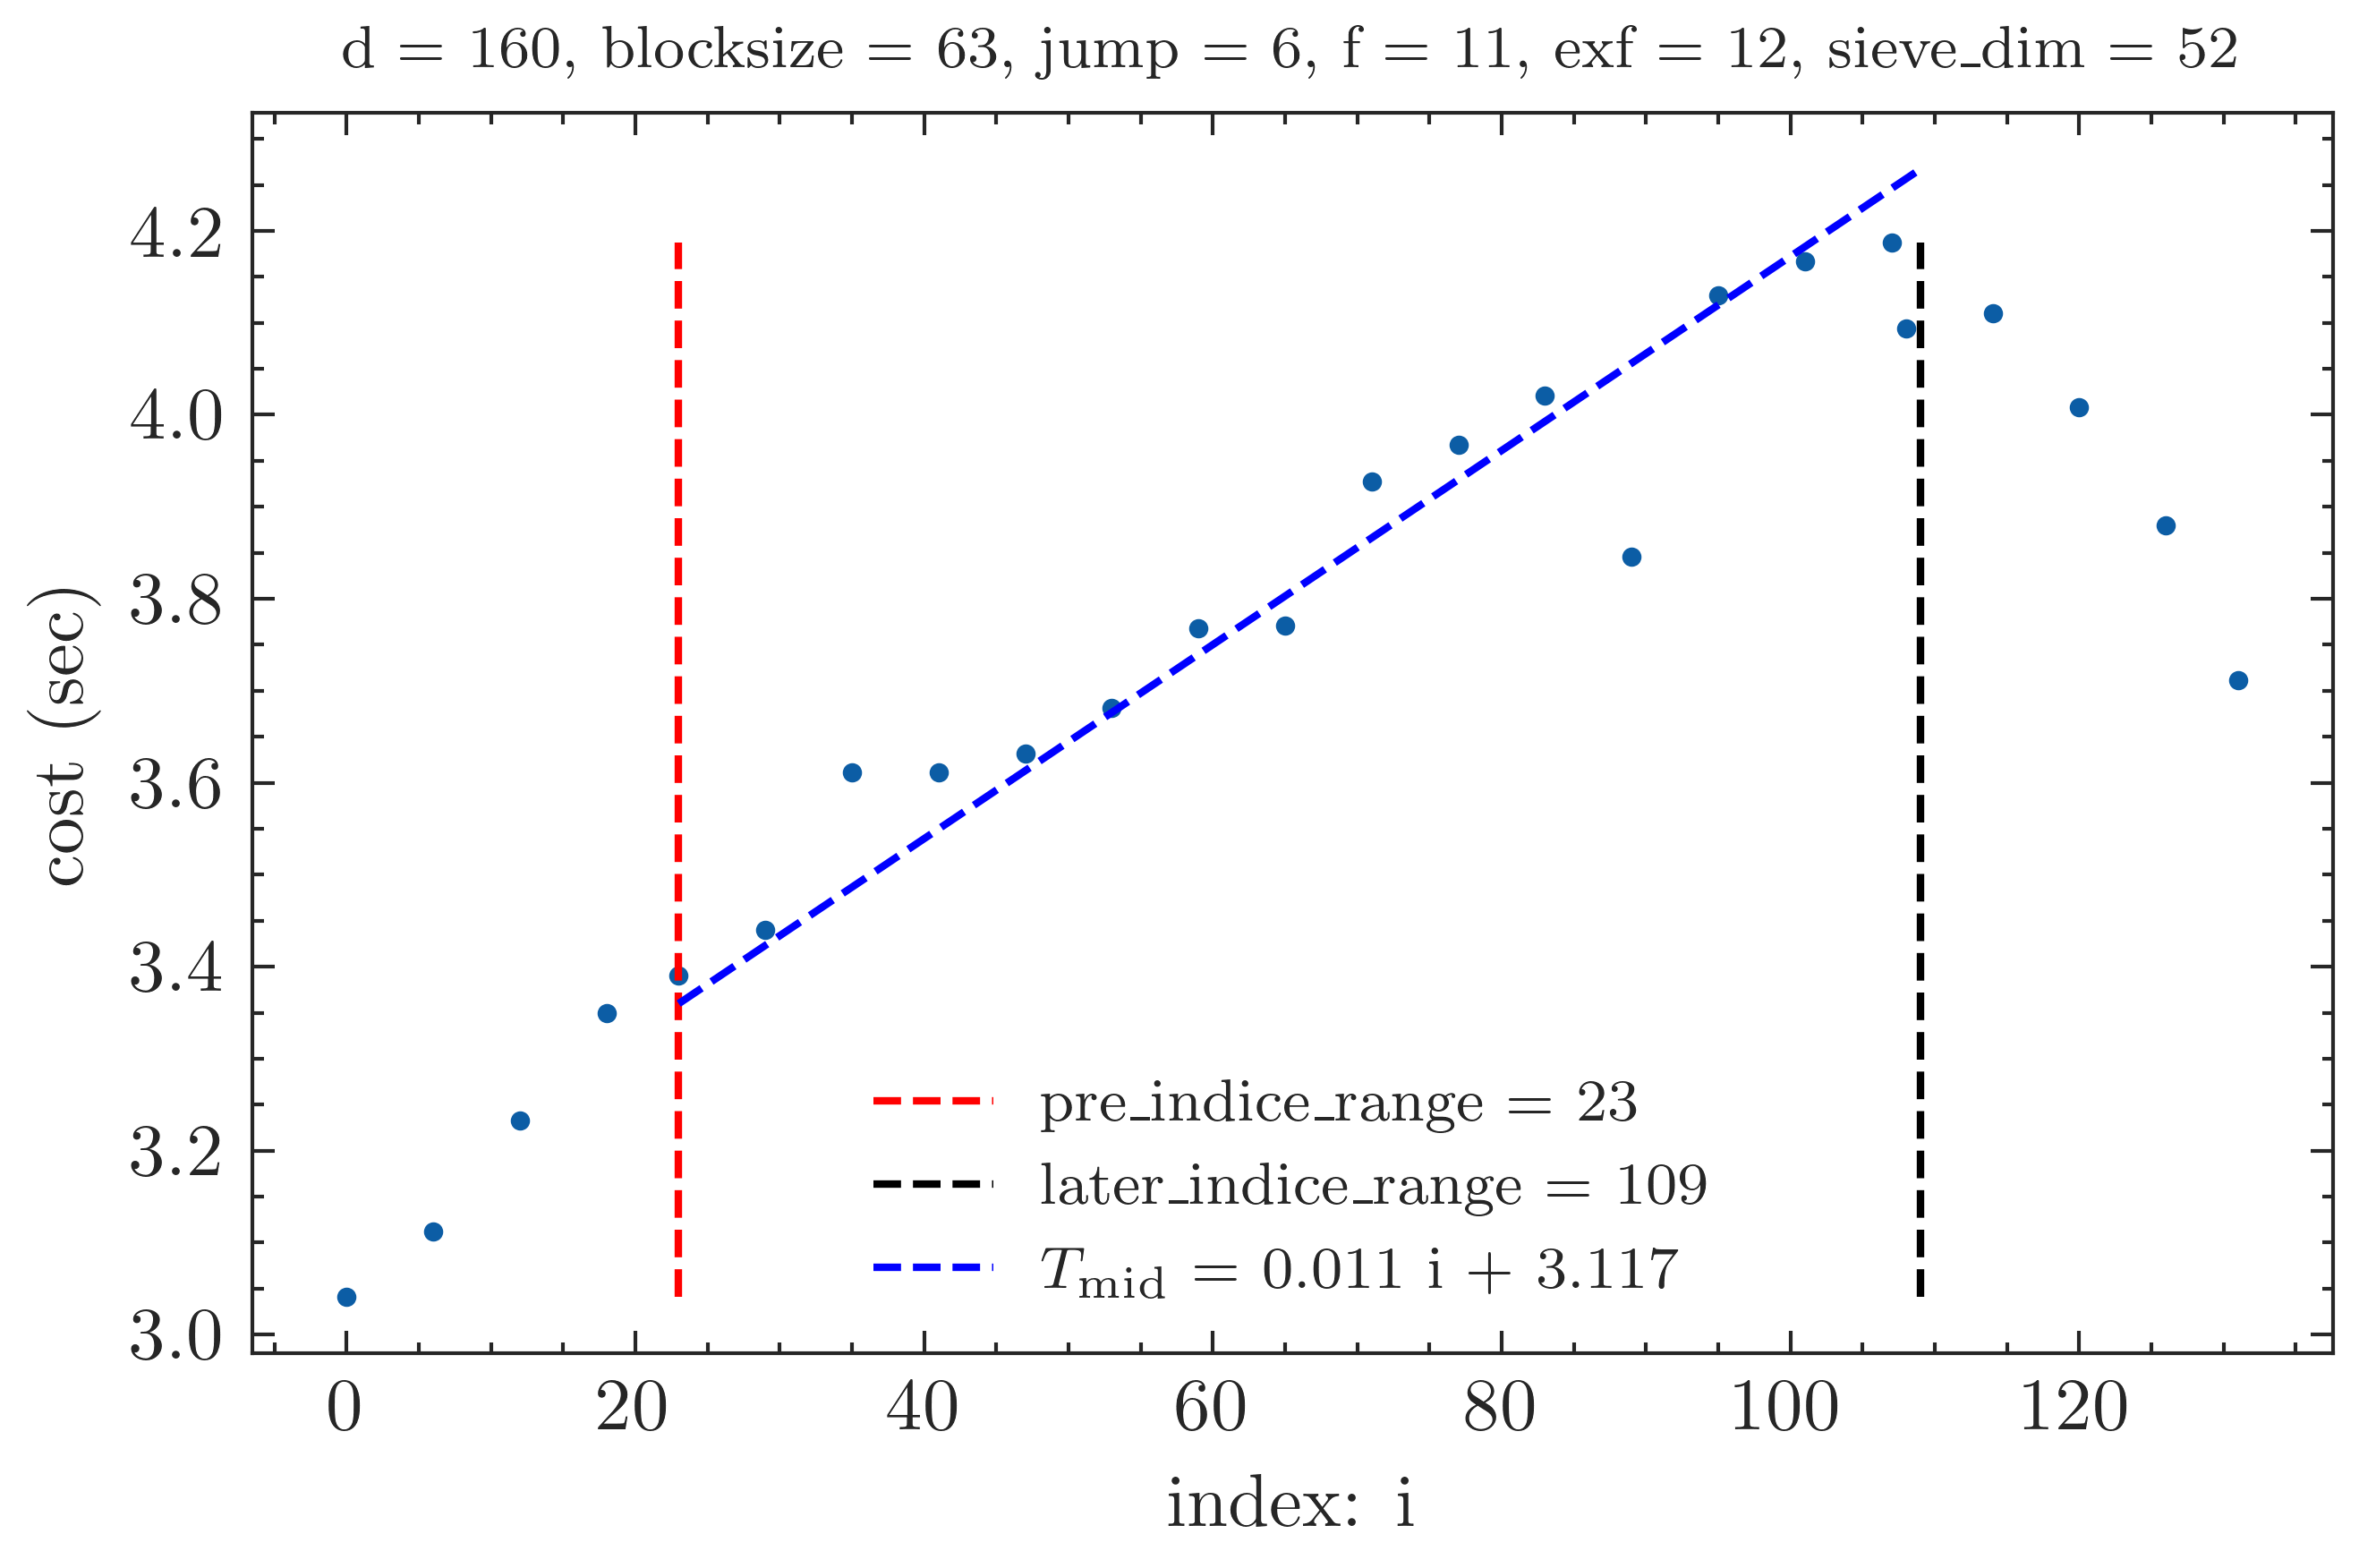 d = 160, blocksize = 63, jump = 6, f = 11, exf = 12, sieve_dim = 52
cost (sec)
4.2
4.0
3.8
3.6
3.4
3.2
3.0
pre_indice_range = 23
later_indice_range = 109
T_mid = 0.011 i + 3.117
0 20 40 60 80 100 120
index: i